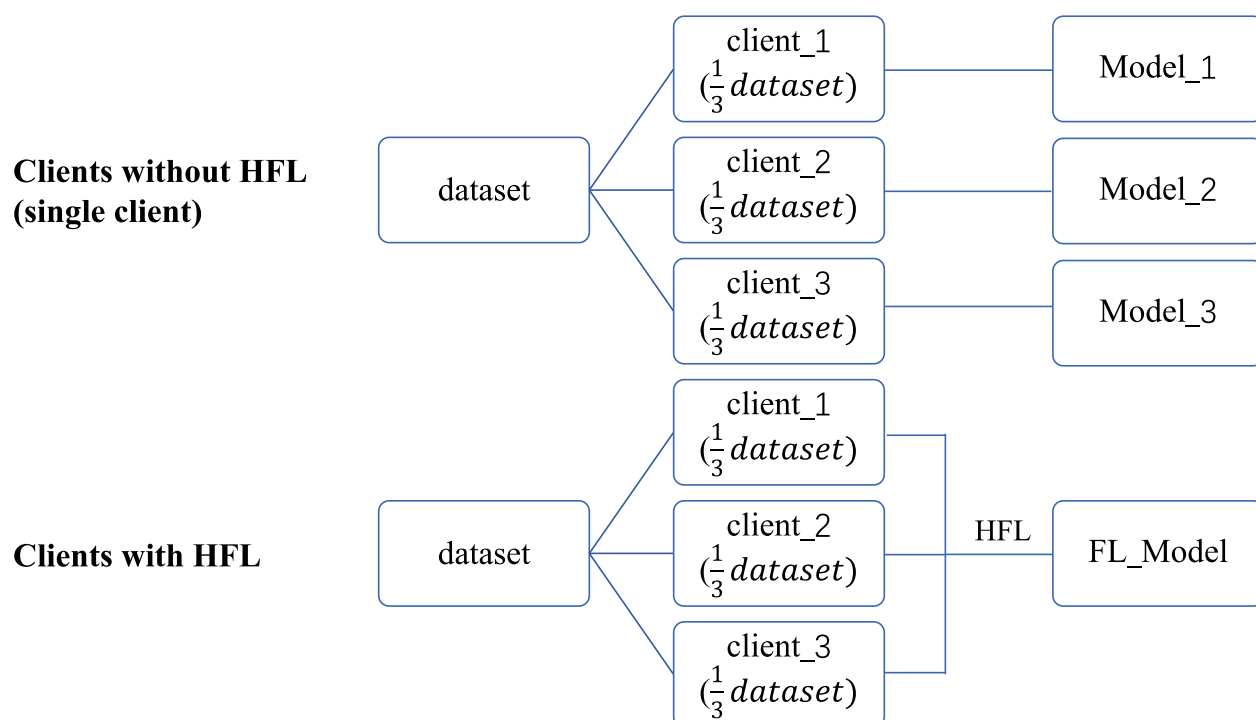 client_1
(1/3 dataset)
Model_1
Clients without HFL
(single client)
dataset
client_2
(1/3 dataset)
Model_2
client_3
(1/3 dataset)
Model_3
client_1
(1/3 dataset)
Clients with HFL
dataset
client_2
(1/3 dataset)
HFL
FL_Model
client_3
(1/3 dataset)